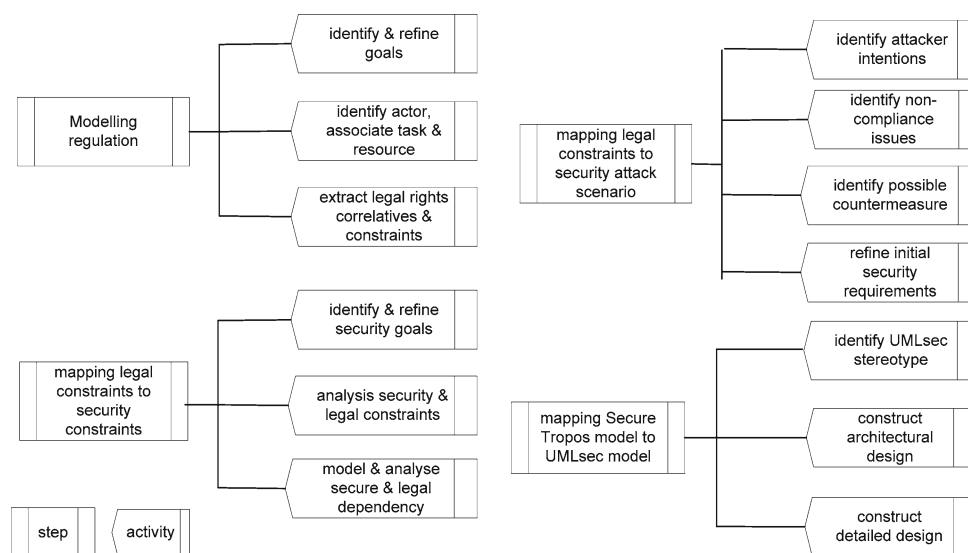 identify & refine
goals
Modelling
regulation
identify actor,
associate task &
resource
extract legal rights
correlatives &
constraints
identify & refine
security goals
mapping legal
constraints to
security
constraints
analysis security &
legal constraints
model & analyse
secure & legal
dependency
step
activity
identify attacker
intentions
identify non-
compliance
issues
mapping legal
constraints to
security attack
scenario
identify possible
countermeasure
refine initial
security
requirements
identify UMLsec
stereotype
mapping Secure
Tropos model to
UMLsec model
construct
architectural
design
construct
detailed design